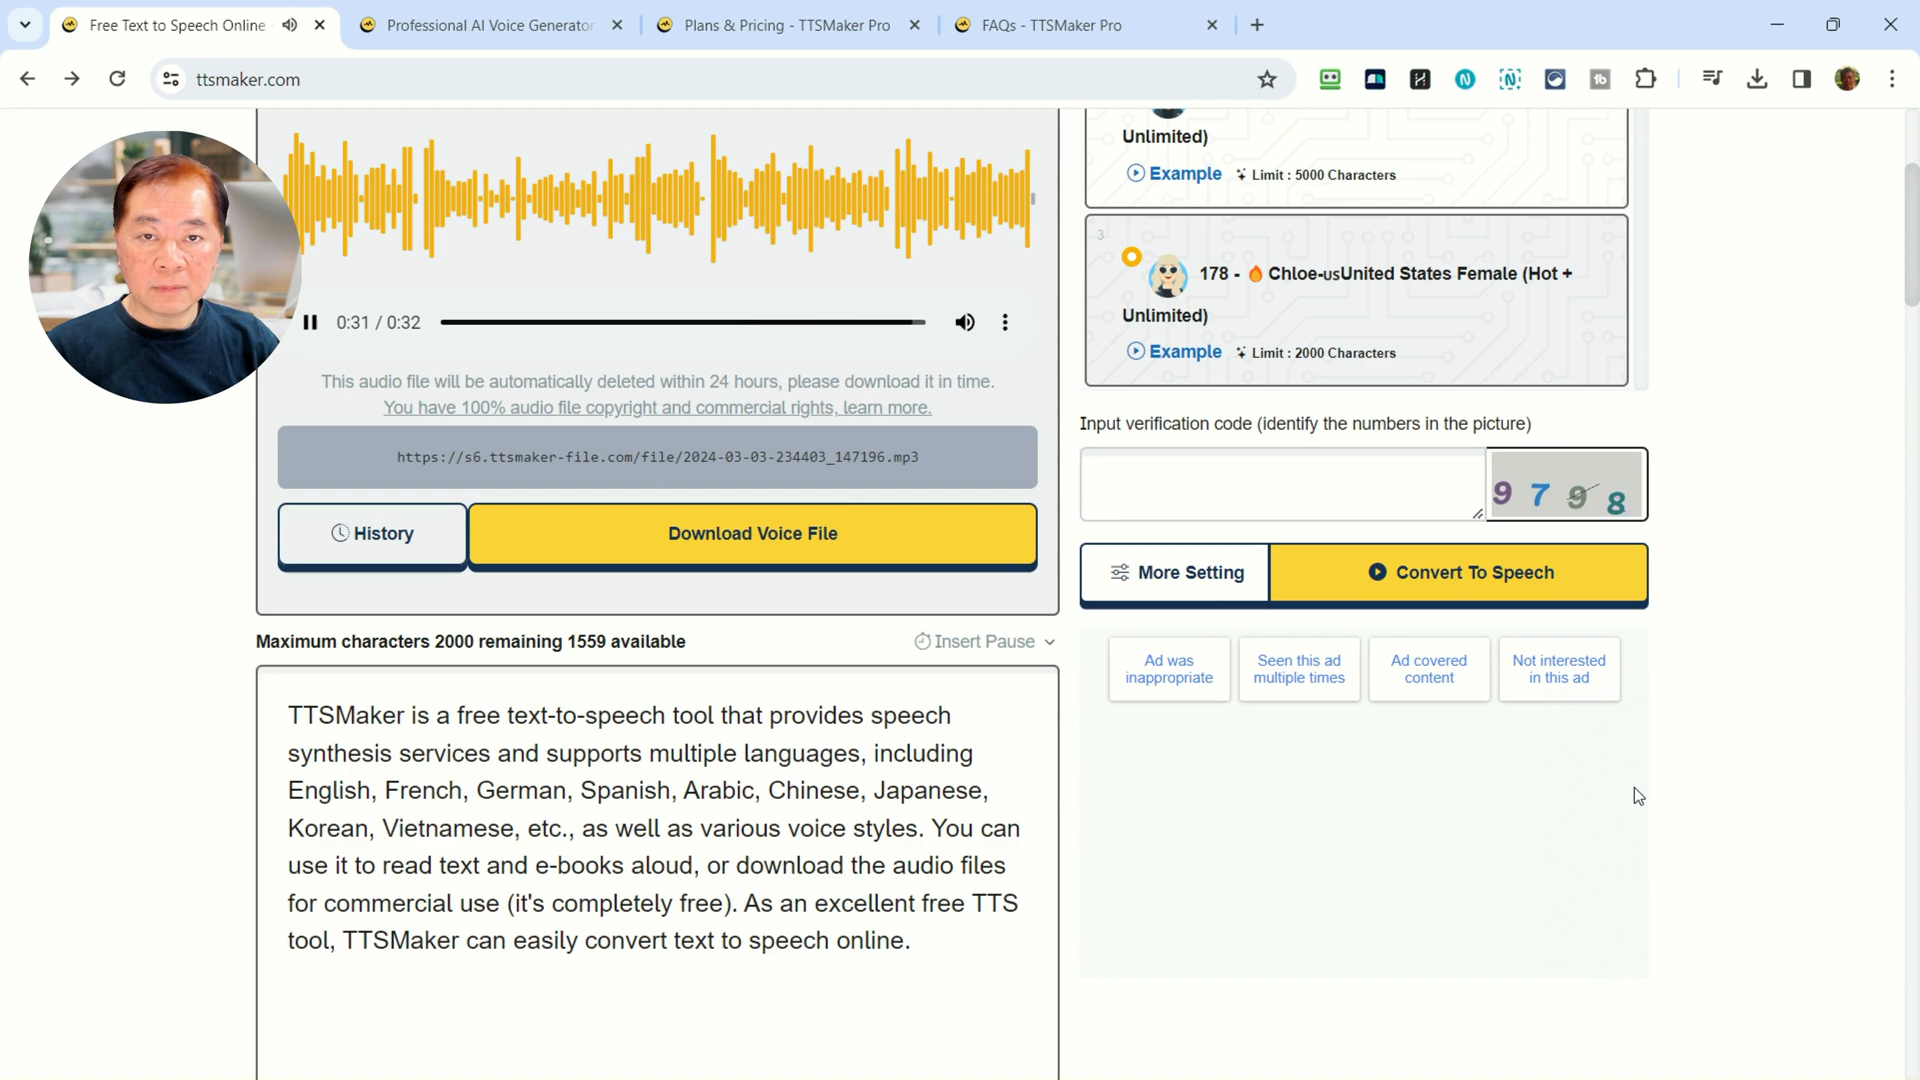 Free Text to Speech Online
Professional AI Voice Generator
Plans & Pricing - TTSMaker Pro
FAQs - TTSMaker Pro
ttsmaker.com
Unlimited)
Example Limit : 5000 Characters
3
178 - 🔥 Chloe-usUnited States Female (Hot +
Unlimited)
Example Limit : 2000 Characters
0:31 / 0:32
This audio file will be automatically deleted within 24 hours, please download it in time.
You have 100% audio file copyright and commercial rights, learn more.
https://s6.ttsmaker-file.com/file/2024-03-03-234403_147196.mp3
History
Download Voice File
Input verification code (identify the numbers in the picture)
9 7 9 8
More Setting
Convert To Speech
Maximum characters 2000 remaining 1559 available
Insert Pause
Ad was
inappropriate
Seen this ad
multiple times
Ad covered
content
Not interested
in this ad
TTSMaker is a free text-to-speech tool that provides speech
synthesis services and supports multiple languages, including
English, French, German, Spanish, Arabic, Chinese, Japanese,
Korean, Vietnamese, etc., as well as various voice styles. You can
use it to read text and e-books aloud, or download the audio files
for commercial use (it's completely free). As an excellent free TTS
tool, TTSMaker can easily convert text to speech online.